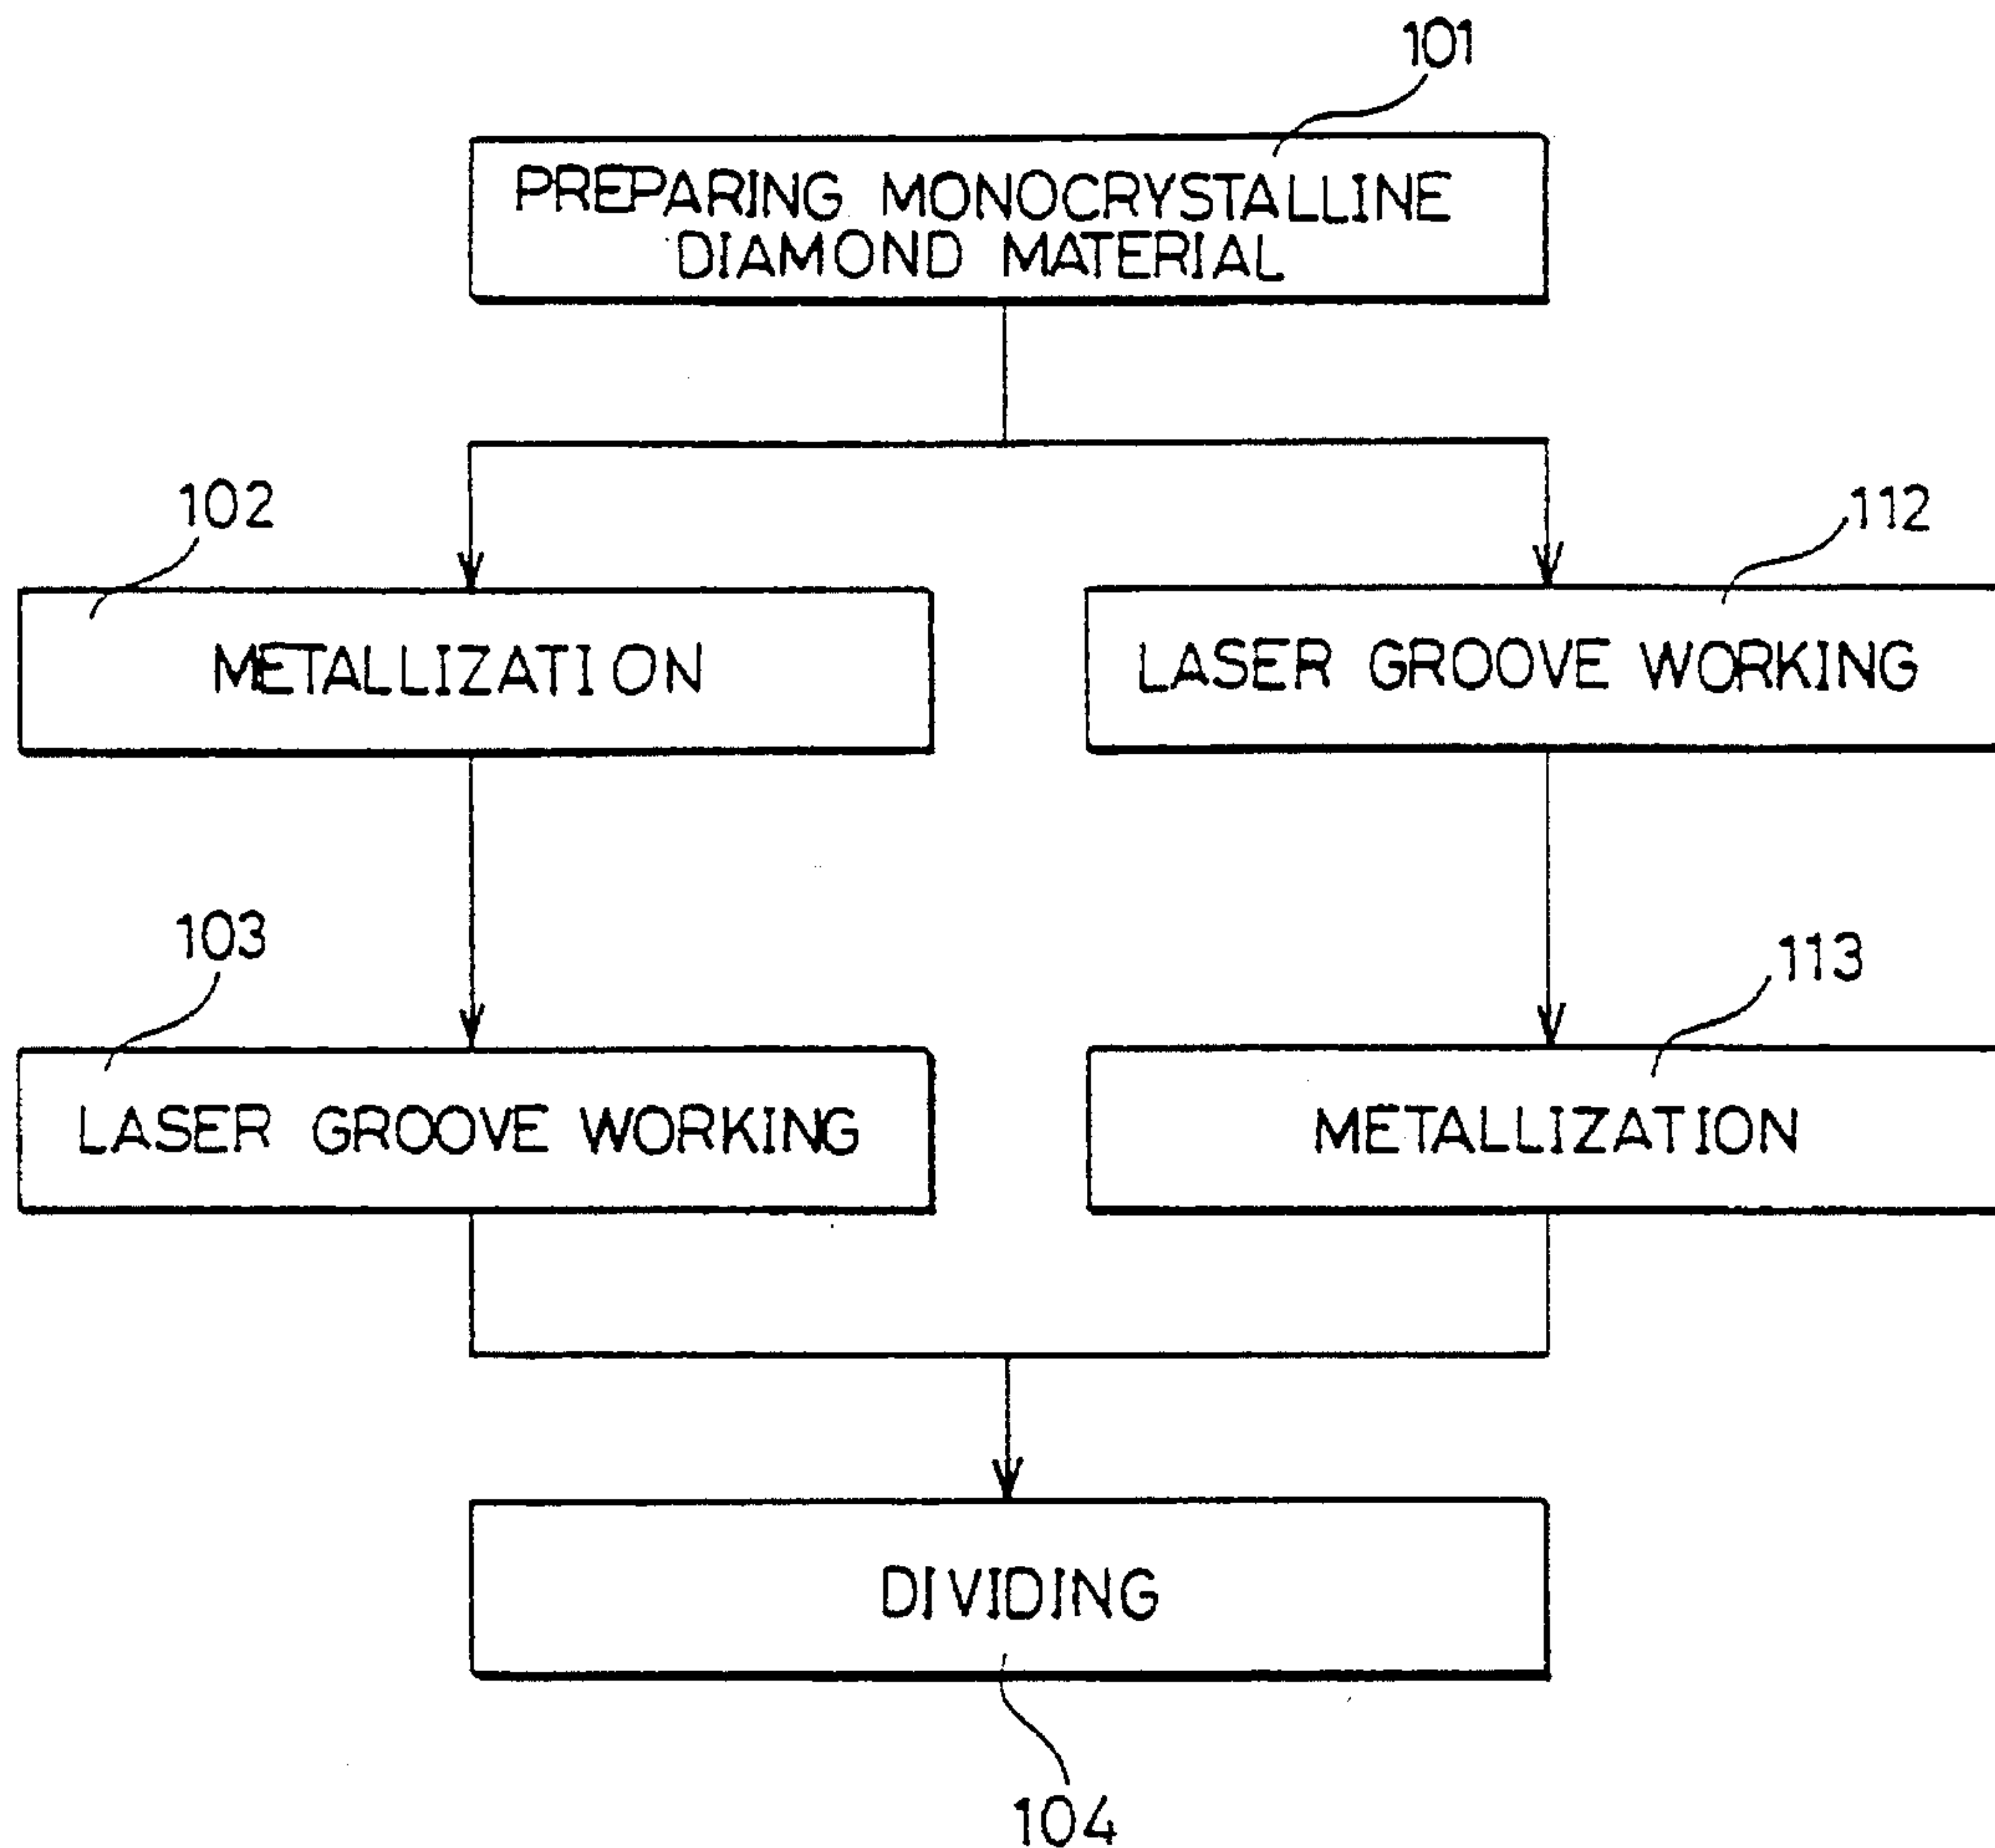 101
PREPARING MONOCRYSTALLINE
DIAMOND MATERIAL
102
112
METALLIZATION
LASER GROOVE WORKING
103
113
LASER GROOVE WORKING
METALLIZATION
DIVIDING
104